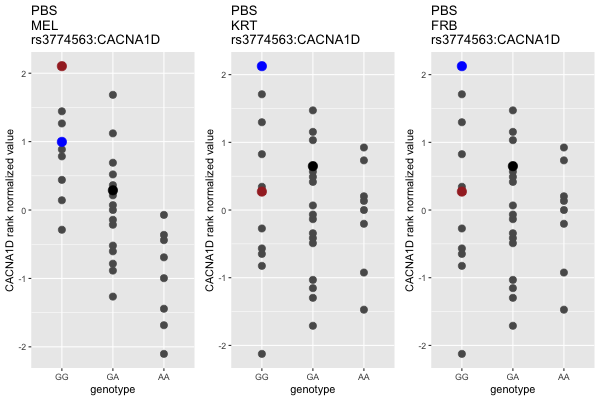 PBS
MEL
rs3774563:CACNA1D
CACNA1D rank normalized value
2
1
0
-1
-2
GG GA AA
genotype
PBS
KRT
rs3774563:CACNA1D
CACNA1D rank normalized value
2
1
0
-1
-2
GG GA AA
genotype
PBS
FRB
rs3774563:CACNA1D
CACNA1D rank normalized value
2
1
0
-1
-2
GG GA AA
genotype